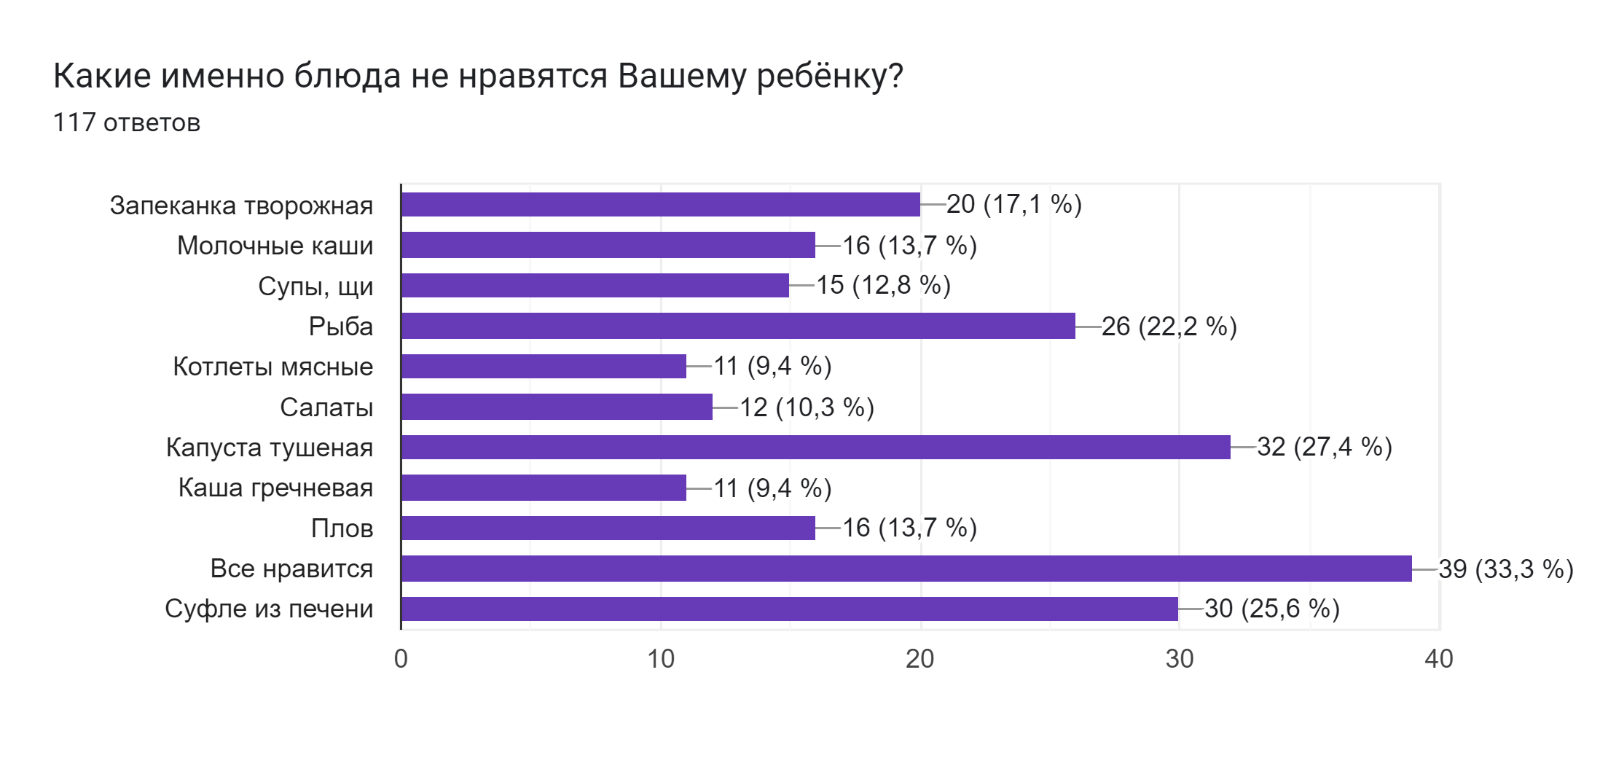 Какие именно блюда не нравятся Вашему ребёнку?
117 ответов
Запеканка творожная 20 (17,1 %)
Молочные каши 16 (13,7 %)
Супы, щи 15 (12,8 %)
Рыба 26 (22,2 %)
Котлеты мясные 11 (9,4 %)
Салаты 12 (10,3 %)
Капуста тушеная 32 (27,4 %)
Каша гречневая 11 (9,4 %)
Плов 16 (13,7 %)
Все нравится 39 (33,3 %)
Суфле из печени 30 (25,6 %)
0 10 20 30 40